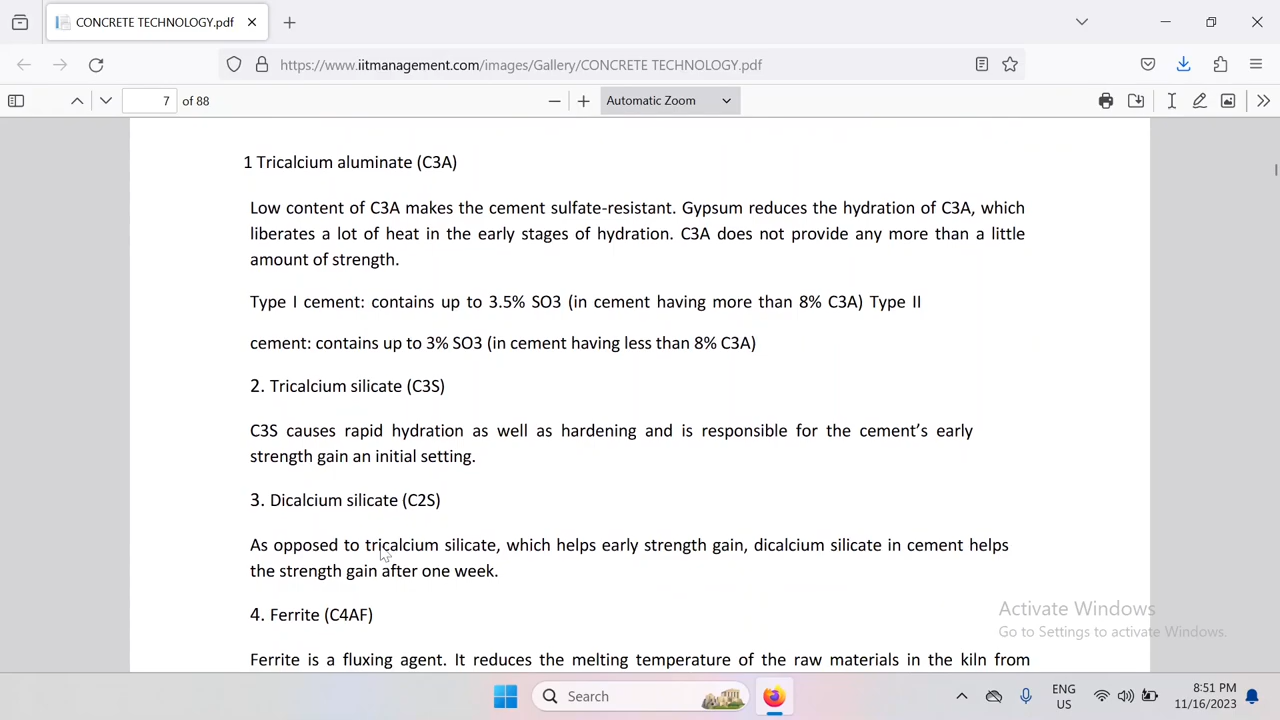 CONCRETE TECHNOLOGY.pdf
https://www.iitmanagement.com/images/Gallery/CONCRETE TECHNOLOGY.pdf
7 of 88
Automatic Zoom
1 Tricalcium aluminate (C3A)
Low content of C3A makes the cement sulfate-resistant. Gypsum reduces the hydration of C3A, which
liberates a lot of heat in the early stages of hydration. C3A does not provide any more than a little
amount of strength.
Type I cement: contains up to 3.5% SO3 (in cement having more than 8% C3A) Type II
cement: contains up to 3% SO3 (in cement having less than 8% C3A)
2. Tricalcium silicate (C3S)
C3S causes rapid hydration as well as hardening and is responsible for the cement’s early
strength gain an initial setting.
3. Dicalcium silicate (C2S)
As opposed to tricalcium silicate, which helps early strength gain, dicalcium silicate in cement helps
the strength gain after one week.
4. Ferrite (C4AF)
Ferrite is a fluxing agent. It reduces the melting temperature of the raw materials in the kiln from
Activate Windows
Go to Settings to activate Windows.
Search
ENG
US
8:51 PM
11/16/2023